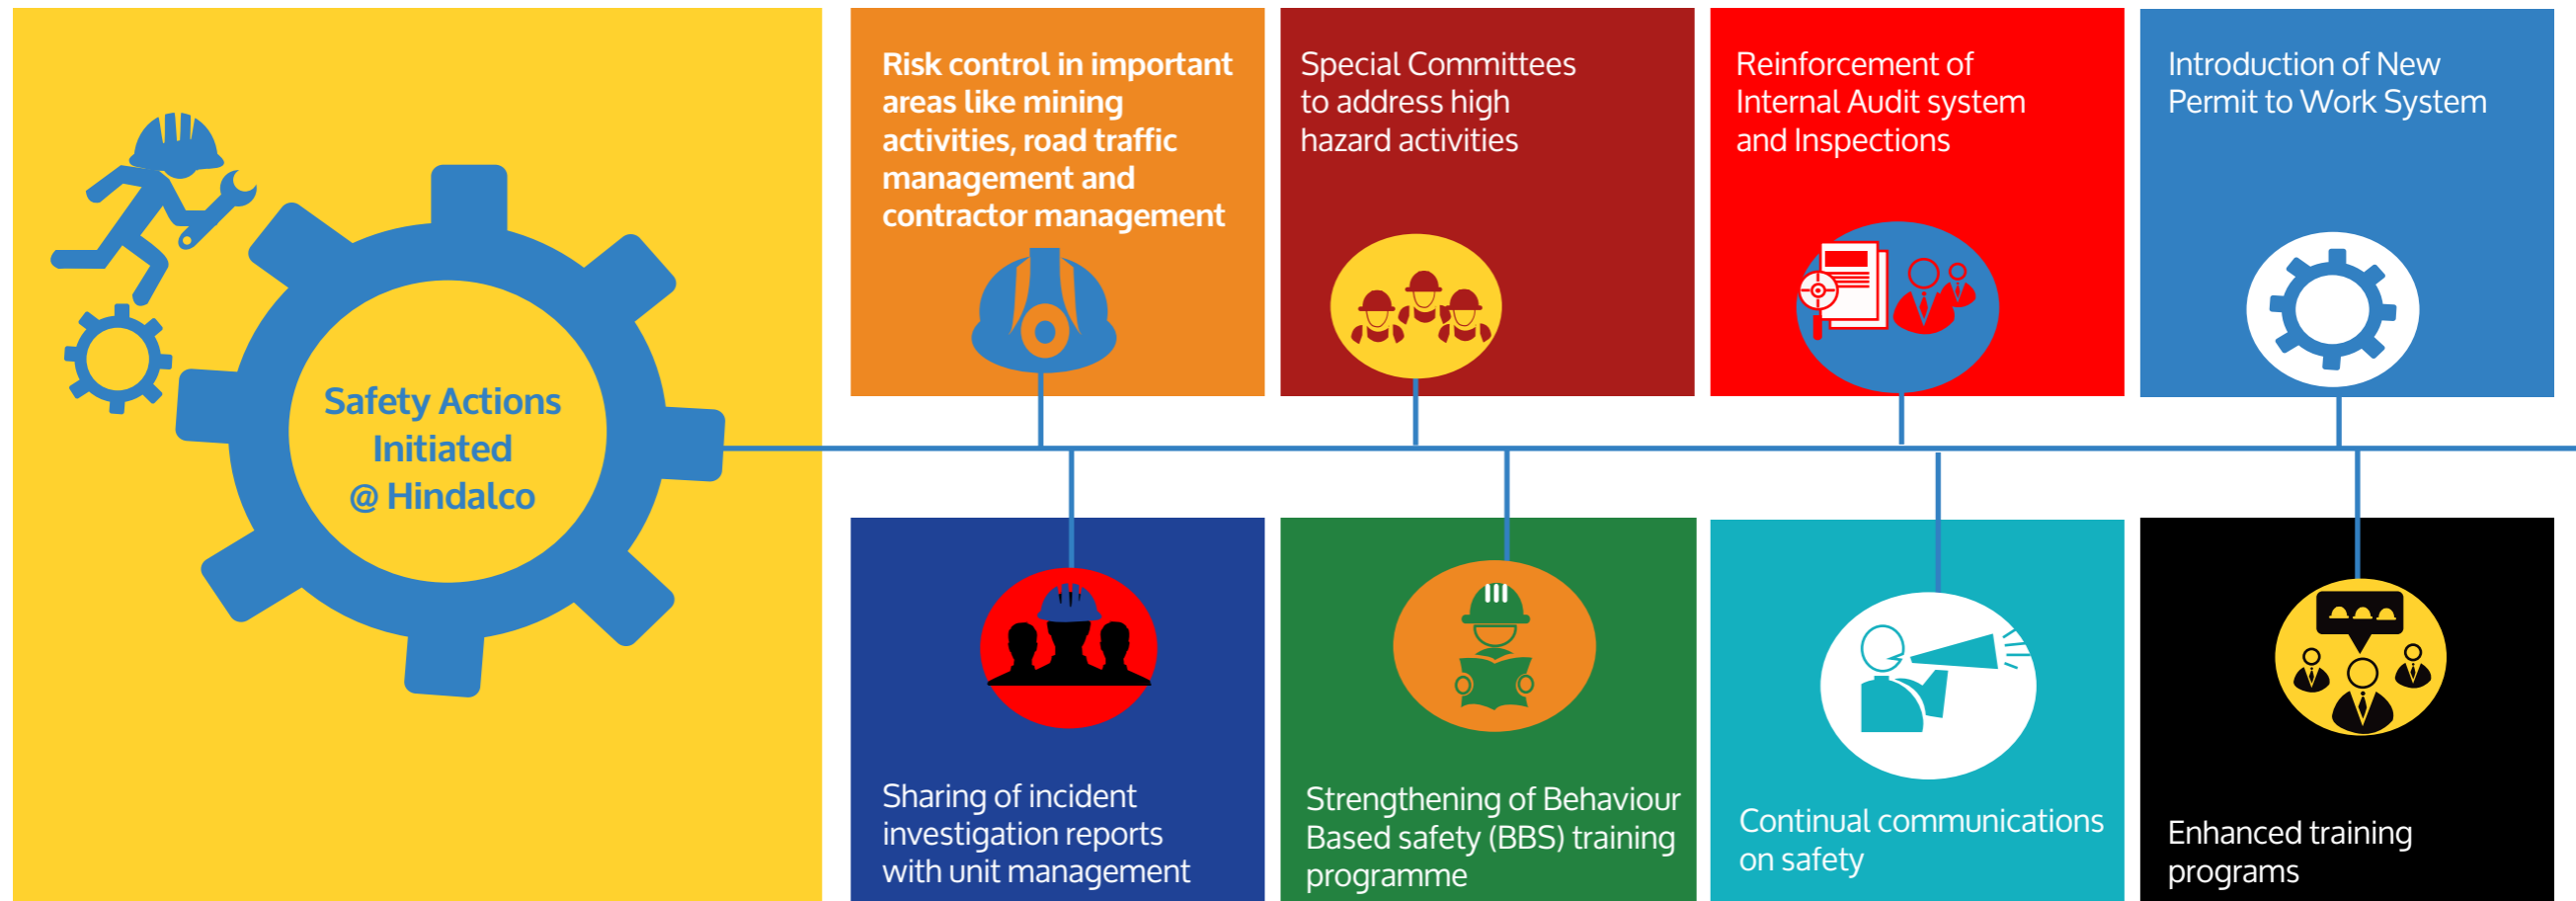 Safety Actions
Initiated
@ Hindalco
Risk control in important
areas like mining
activities, road traffic
management and
contractor management
Special Committees
to address high
hazard activities
Reinforcement of
Internal Audit system
and Inspections
Introduction of New
Permit to Work System
Sharing of incident
investigation reports
with unit management
Strengthening of Behaviour
Based safety (BBS) training
programme
Continual communications
on safety
Enhanced training
programs